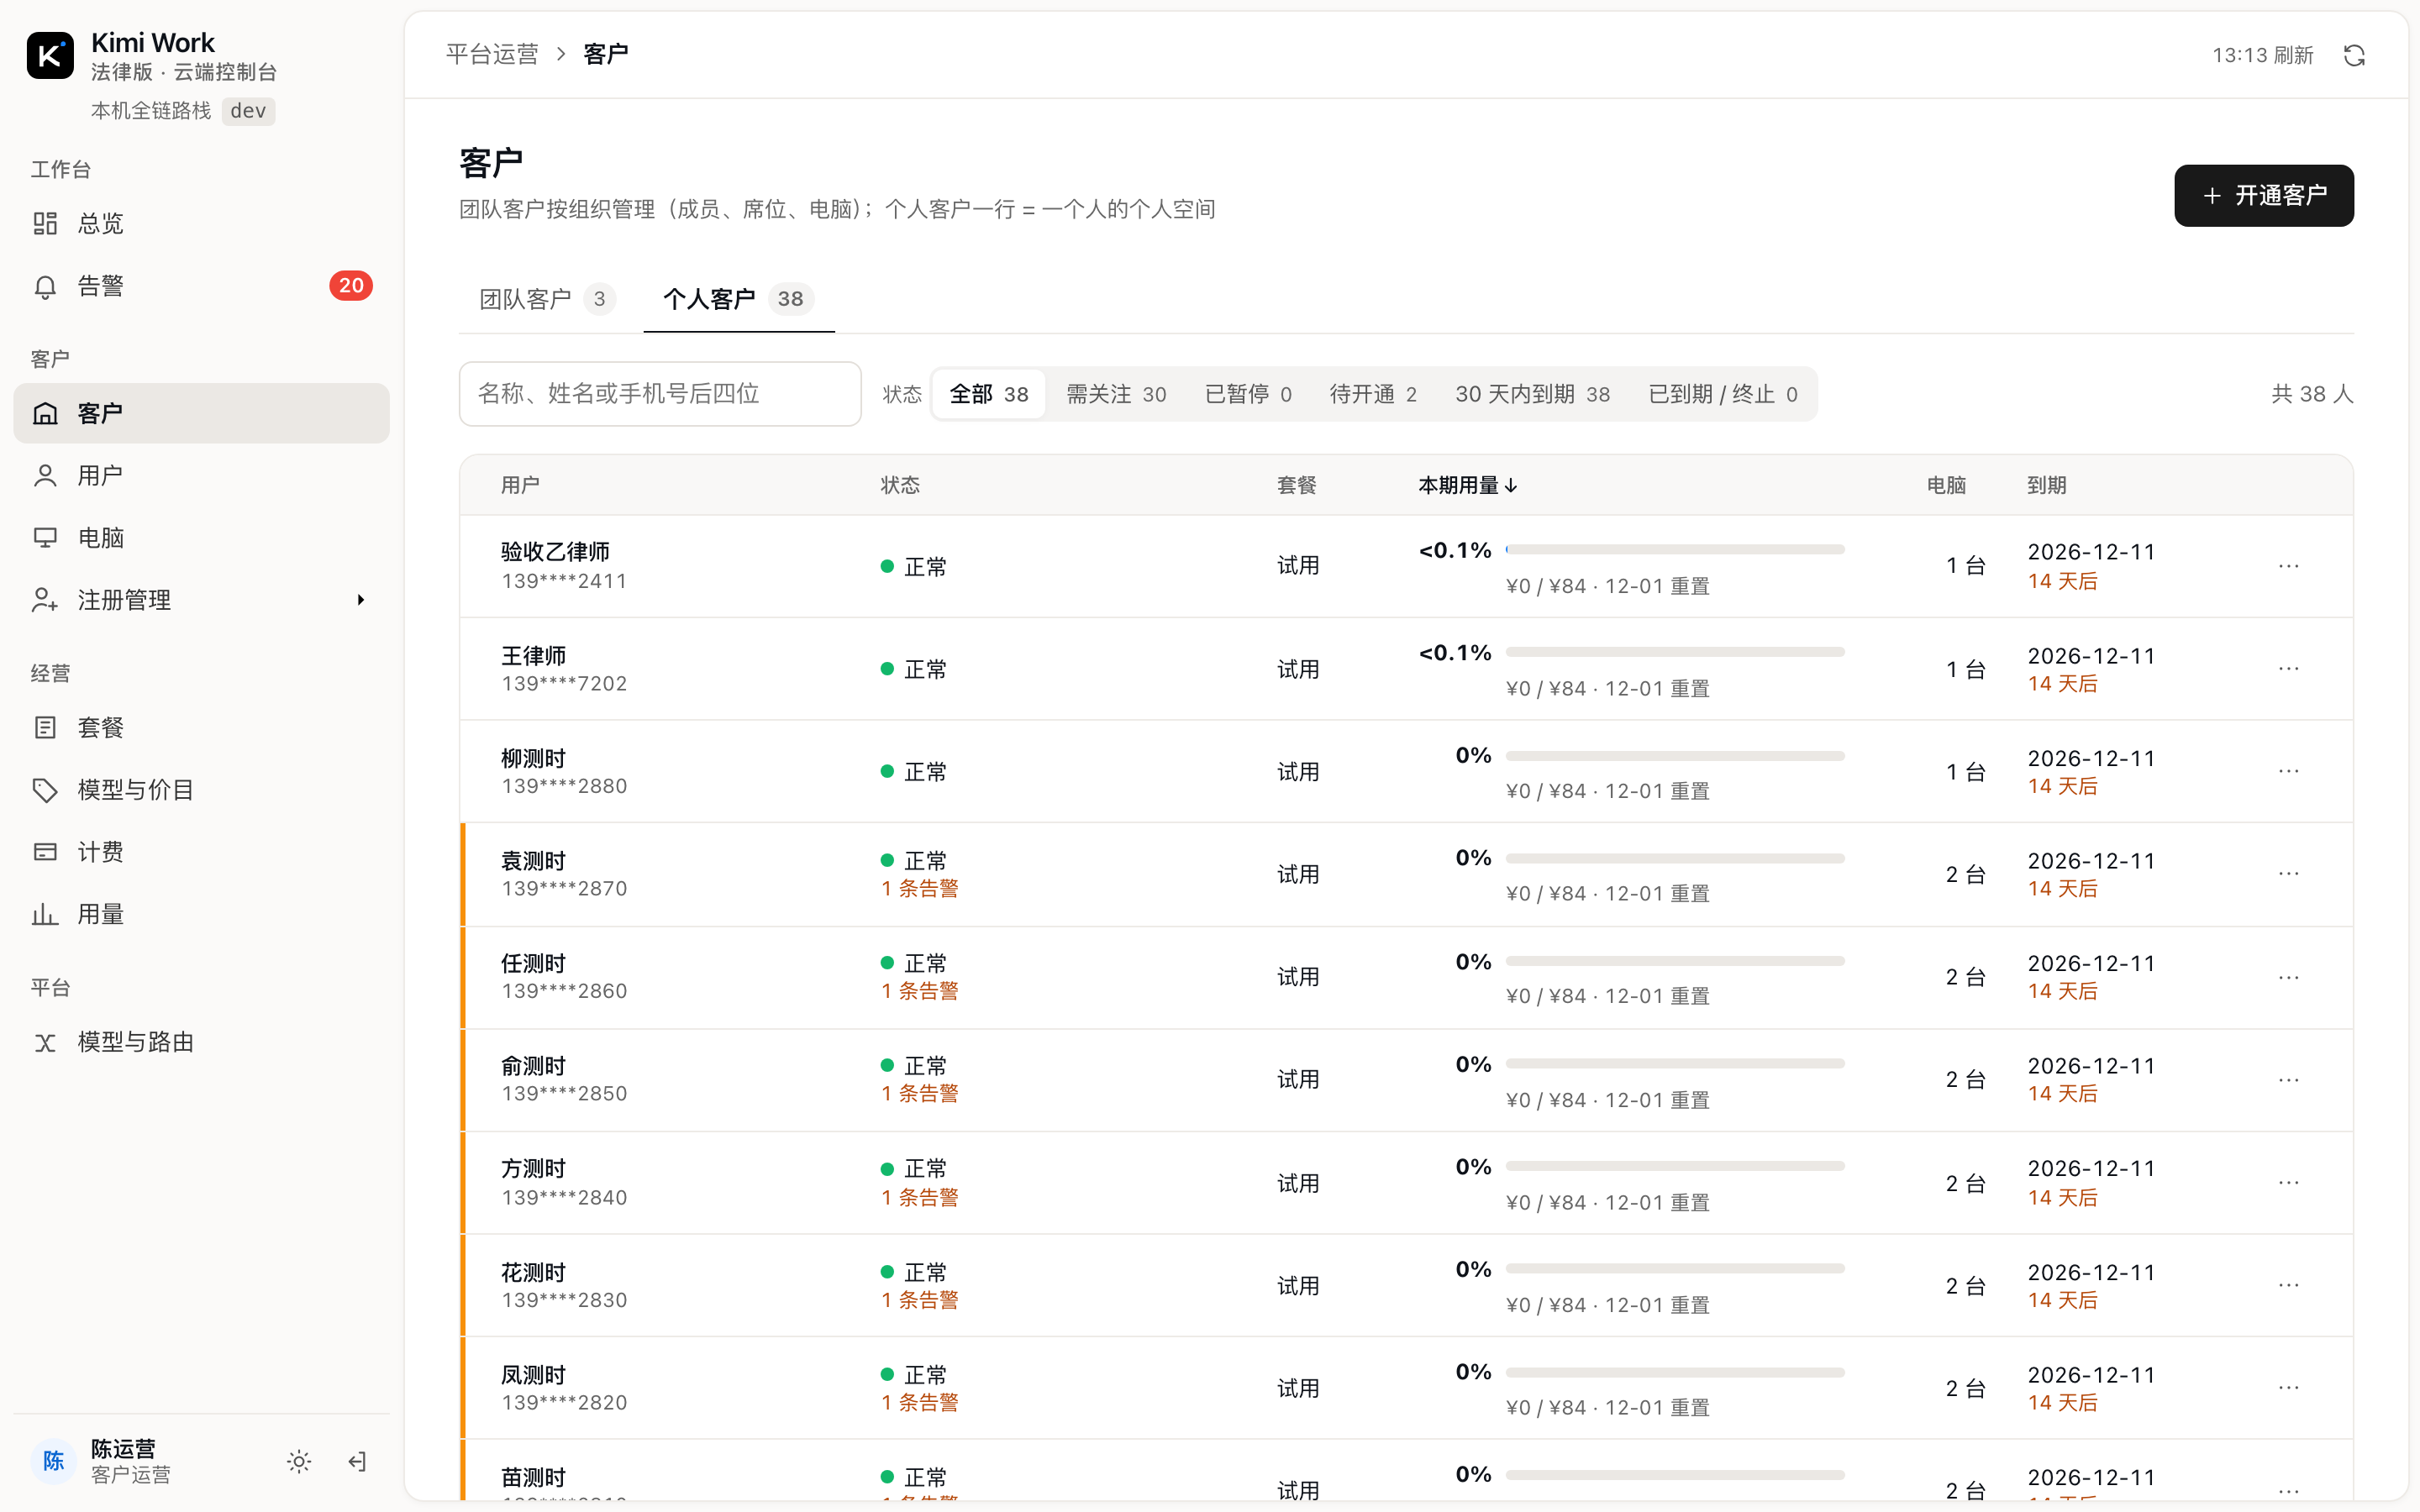 Kimi Work
法律版 · 云端控制台
本机全链路栈 dev
工作台
总览
告警 20
客户
客户
用户
电脑
注册管理
经营
套餐
模型与价目
计费
用量
平台
模型与路由
陈 陈运营
客户运营
平台运营 > 客户
13:13 刷新
客户
团队客户按组织管理（成员、席位、电脑）；个人客户一行 = 一个人的个人空间
+ 开通客户
团队客户 3 个人客户 38
名称、姓名或手机号后四位
状态 全部 38 需关注 30 已暂停 0 待开通 2 30 天内到期 38 已到期 / 终止 0
共 38 人
用户 状态 套餐 本期用量↓ 电脑 到期
验收乙律师 正常 试用 <0.1% 1 台 2026-12-11 ···
139****2411 ¥0 / ¥84 · 12-01 重置 14 天后
王律师 正常 试用 <0.1% 1 台 2026-12-11 ···
139****7202 ¥0 / ¥84 · 12-01 重置 14 天后
柳测时 正常 试用 0% 1 台 2026-12-11 ···
139****2880 ¥0 / ¥84 · 12-01 重置 14 天后
袁测时 正常 试用 0% 2 台 2026-12-11 ···
139****2870 1 条告警 ¥0 / ¥84 · 12-01 重置 14 天后
任测时 正常 试用 0% 2 台 2026-12-11 ···
139****2860 1 条告警 ¥0 / ¥84 · 12-01 重置 14 天后
俞测时 正常 试用 0% 2 台 2026-12-11 ···
139****2850 1 条告警 ¥0 / ¥84 · 12-01 重置 14 天后
方测时 正常 试用 0% 2 台 2026-12-11 ···
139****2840 1 条告警 ¥0 / ¥84 · 12-01 重置 14 天后
花测时 正常 试用 0% 2 台 2026-12-11 ···
139****2830 1 条告警 ¥0 / ¥84 · 12-01 重置 14 天后
凤测时 正常 试用 0% 2 台 2026-12-11 ···
139****2820 1 条告警 ¥0 / ¥84 · 12-01 重置 14 天后
苗测时 正常 试用 0% 2 台 2026-12-11 ···